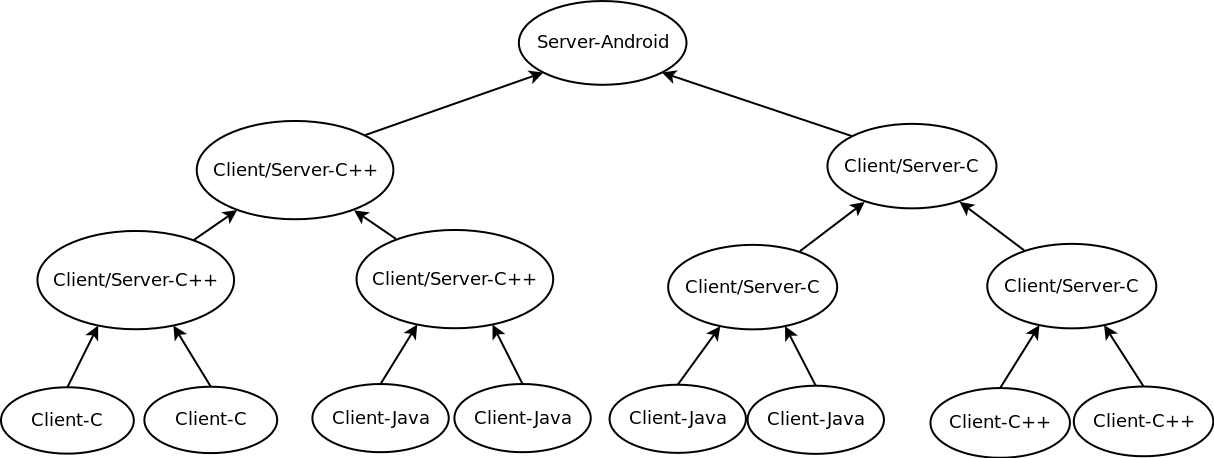 Server-Android
Client/Server-C++
Client/Server-C
Client/Server-C++
Client/Server-C++
Client/Server-C
Client/Server-C
Client-C
Client-C
Client-Java
Client-Java
Client-Java
Client-Java
Client-C++
Client-C++